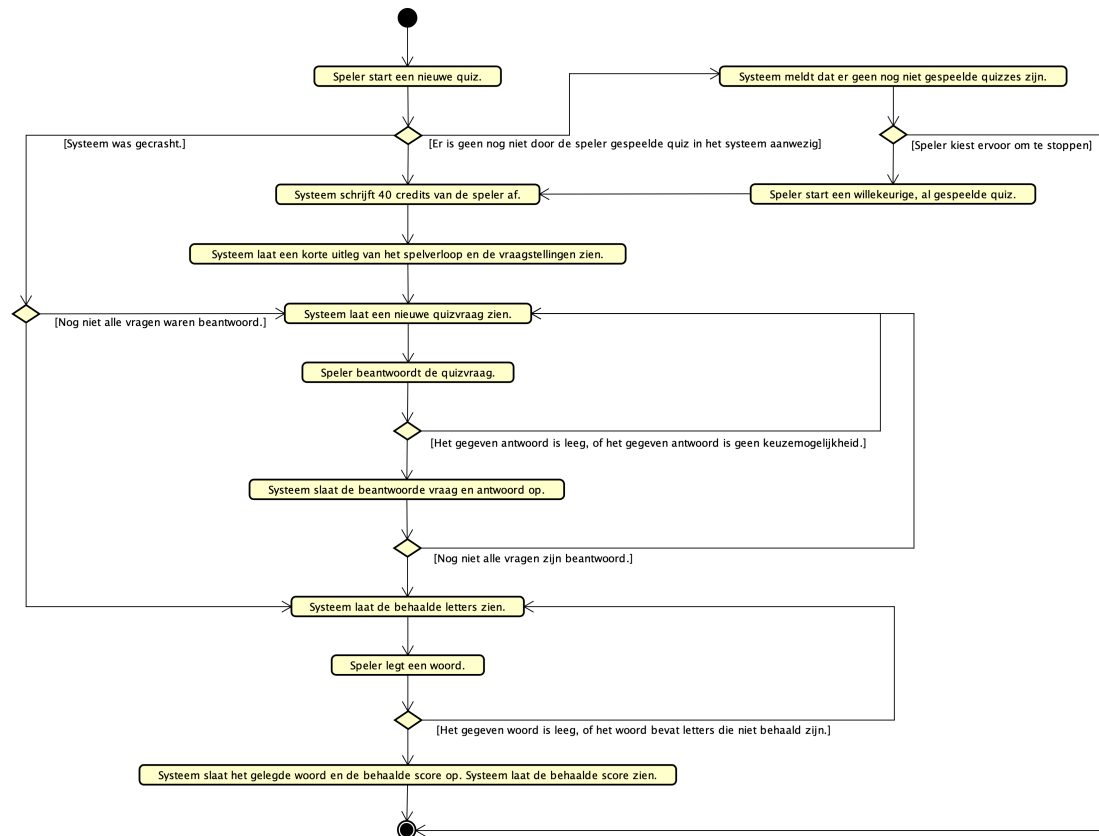 Speler start een nieuwe quiz.
Systeem meldt dat er geen nog niet gespeelde quizzes zijn.
[Systeem was gecrasht.]
[Er is geen nog niet door de speler gespeelde quiz in het systeem aanwezig]
[Speler kiest ervoor om te stoppen]
Systeem schrijft 40 credits van de speler af.
Speler start een willekeurige, al gespeelde quiz.
Systeem laat een korte uitleg van het spelverloop en de vraagstellingen zien.
Systeem laat een nieuwe quizvraag zien.
[Nog niet alle vragen waren beantwoord.]
Speler beantwoordt de quizvraag.
[Het gegeven antwoord is leeg, of het gegeven antwoord is geen keuzemogelijkheid.]
Systeem slaat de beantwoorde vraag en antwoord op.
[Nog niet alle vragen zijn beantwoord.]
Systeem laat de behaalde letters zien.
Speler legt een woord.
[Het gegeven woord is leeg, of het woord bevat letters die niet behaald zijn.]
Systeem slaat het gelegde woord en de behaalde score op. Systeem laat de behaalde score zien.